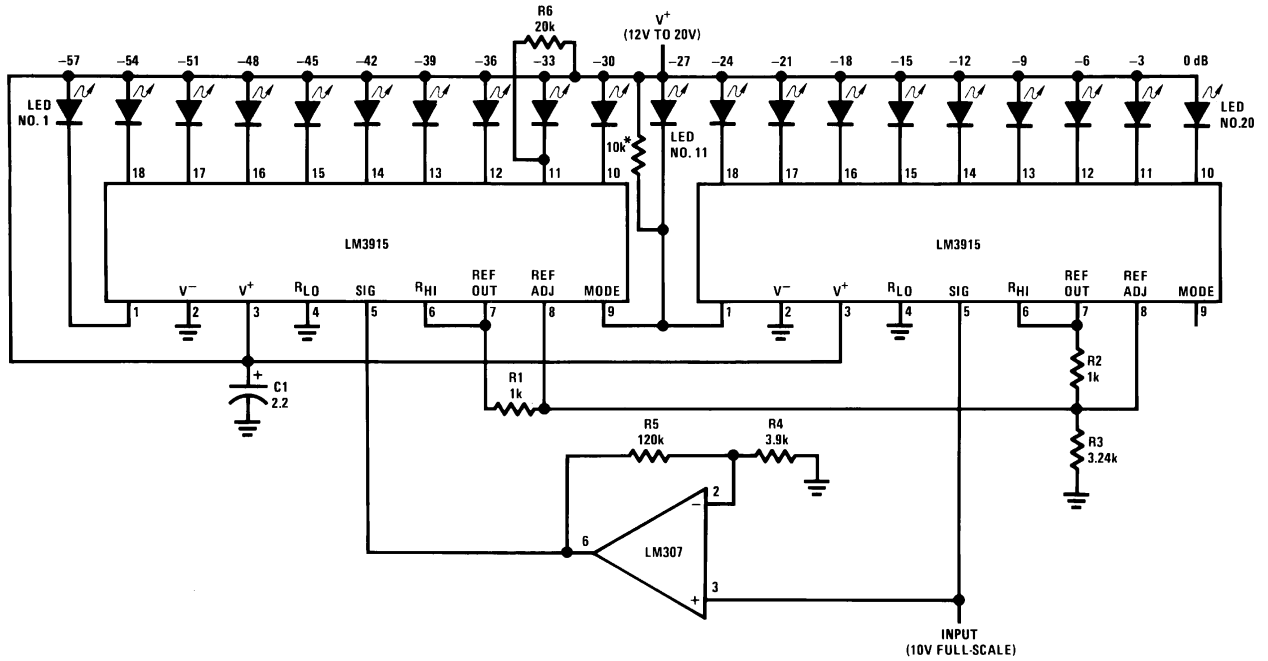 R6
20k
V+
(12V TO 20V)
−57 −54 −51 −48 −45 −42 −39 −36 −33 −30 −27 −24 −21 −18 −15 −12 −9 −6 −3 0 dB
LED
NO. 1
10k*
LED
NO. 11
LED
NO.20
18 17 16 15 14 13 12 11 10 18 17 16 15 14 13 12 11 10
LM3915 LM3915
V− V+ RLO SIG RHI REF OUT REF ADJ MODE V− V+ RLO SIG RHI REF OUT REF ADJ MODE
1 2 3 4 5 6 7 8 9 1 2 3 4 5 6 7 8 9
+
C1
2.2
R1
1k
R2
1k
R5
120k
R4
3.9k
R3
3.24k
2
−
6
LM307
3
+
INPUT
(10V FULL-SCALE)